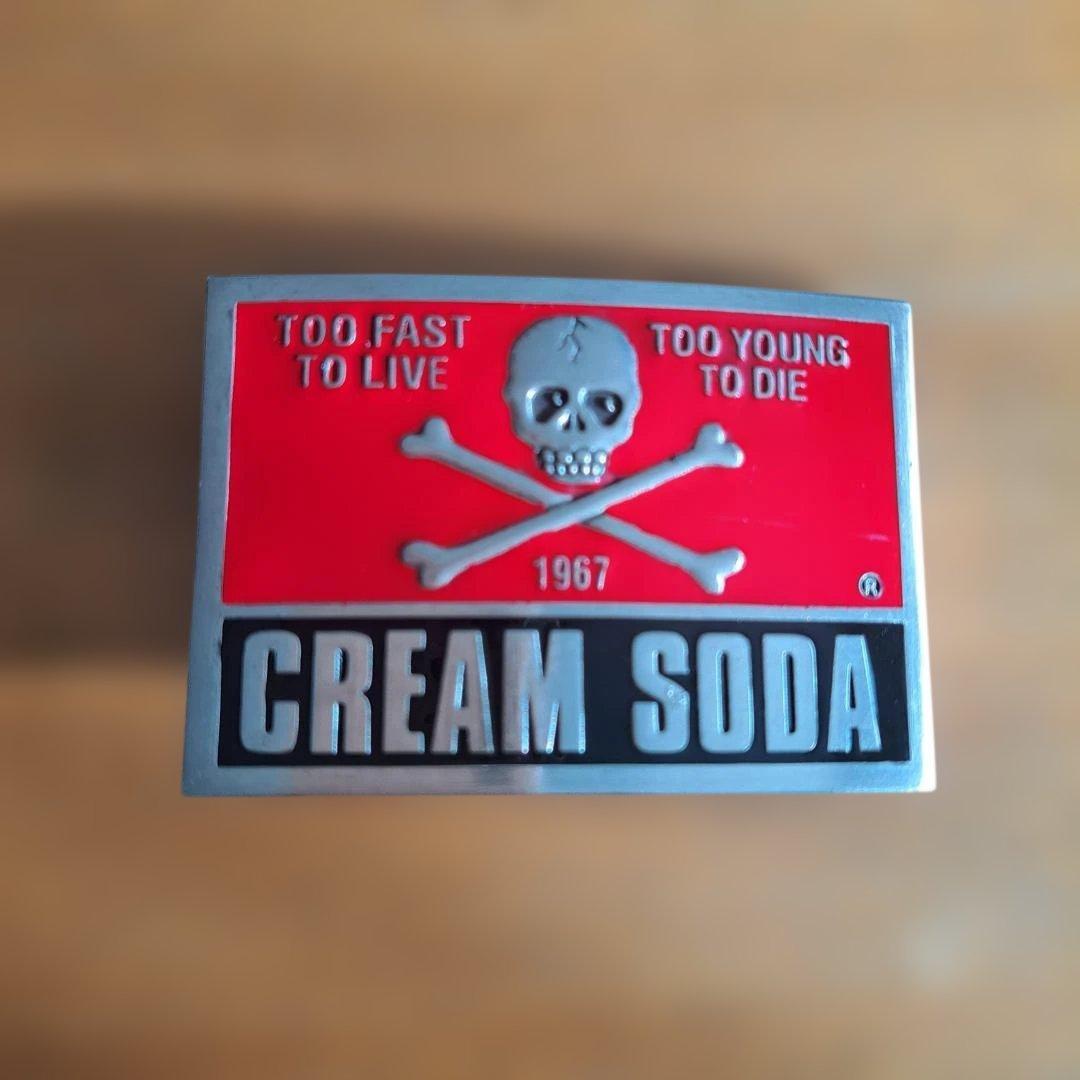 TOO FAST
TO LIVE
TOO YOUNG
TO DIE
1967
®
CREAM SODA